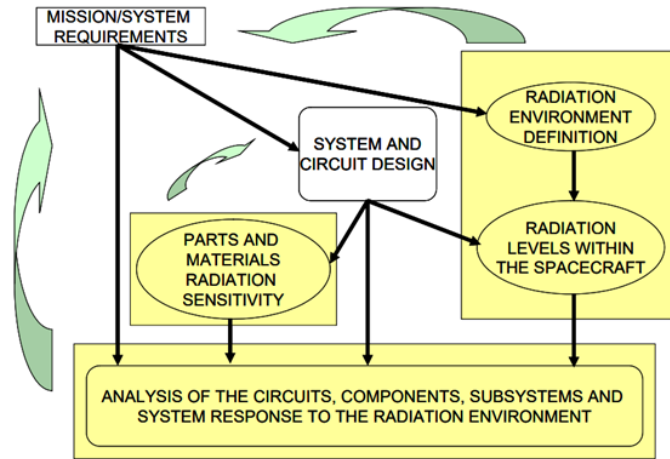 MISSION/SYSTEM
REQUIREMENTS
RADIATION
ENVIRONMENT
DEFINITION
SYSTEM AND
CIRCUIT DESIGN
PARTS AND
MATERIALS
RADIATION
SENSITIVITY
RADIATION
LEVELS WITHIN
THE SPACECRAFT
ANALYSIS OF THE CIRCUITS, COMPONENTS, SUBSYSTEMS AND
SYSTEM RESPONSE TO THE RADIATION ENVIRONMENT